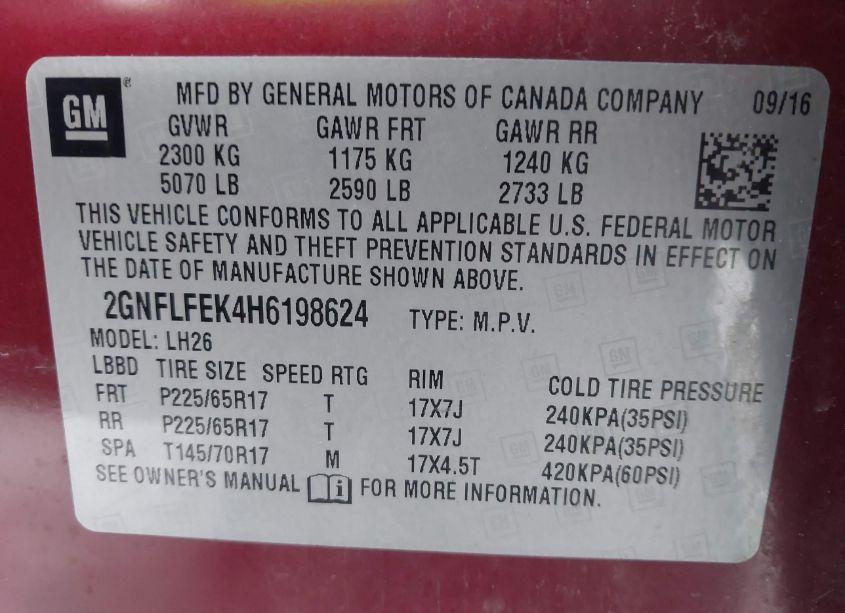 GM ® MFD BY GENERAL MOTORS OF CANADA COMPANY 09/16
GVWR GAWR FRT GAWR RR
2300 KG 1175 KG 1240 KG
5070 LB 2590 LB 2733 LB
THIS VEHICLE CONFORMS TO ALL APPLICABLE U.S. FEDERAL MOTOR
VEHICLE SAFETY AND THEFT PREVENTION STANDARDS IN EFFECT ON
THE DATE OF MANUFACTURE SHOWN ABOVE.
2GNFLFEK4H6198624 TYPE: M.P.V.
MODEL: LH26
LBBD TIRE SIZE SPEED RTG RIM COLD TIRE PRESSURE
FRT P225/65R17 T 17X7J 240KPA(35PSI)
RR P225/65R17 T 17X7J 240KPA(35PSI)
SPA T145/70R17 M 17X4.5T 420KPA(60PSI)
SEE OWNER'S MANUAL i FOR MORE INFORMATION.